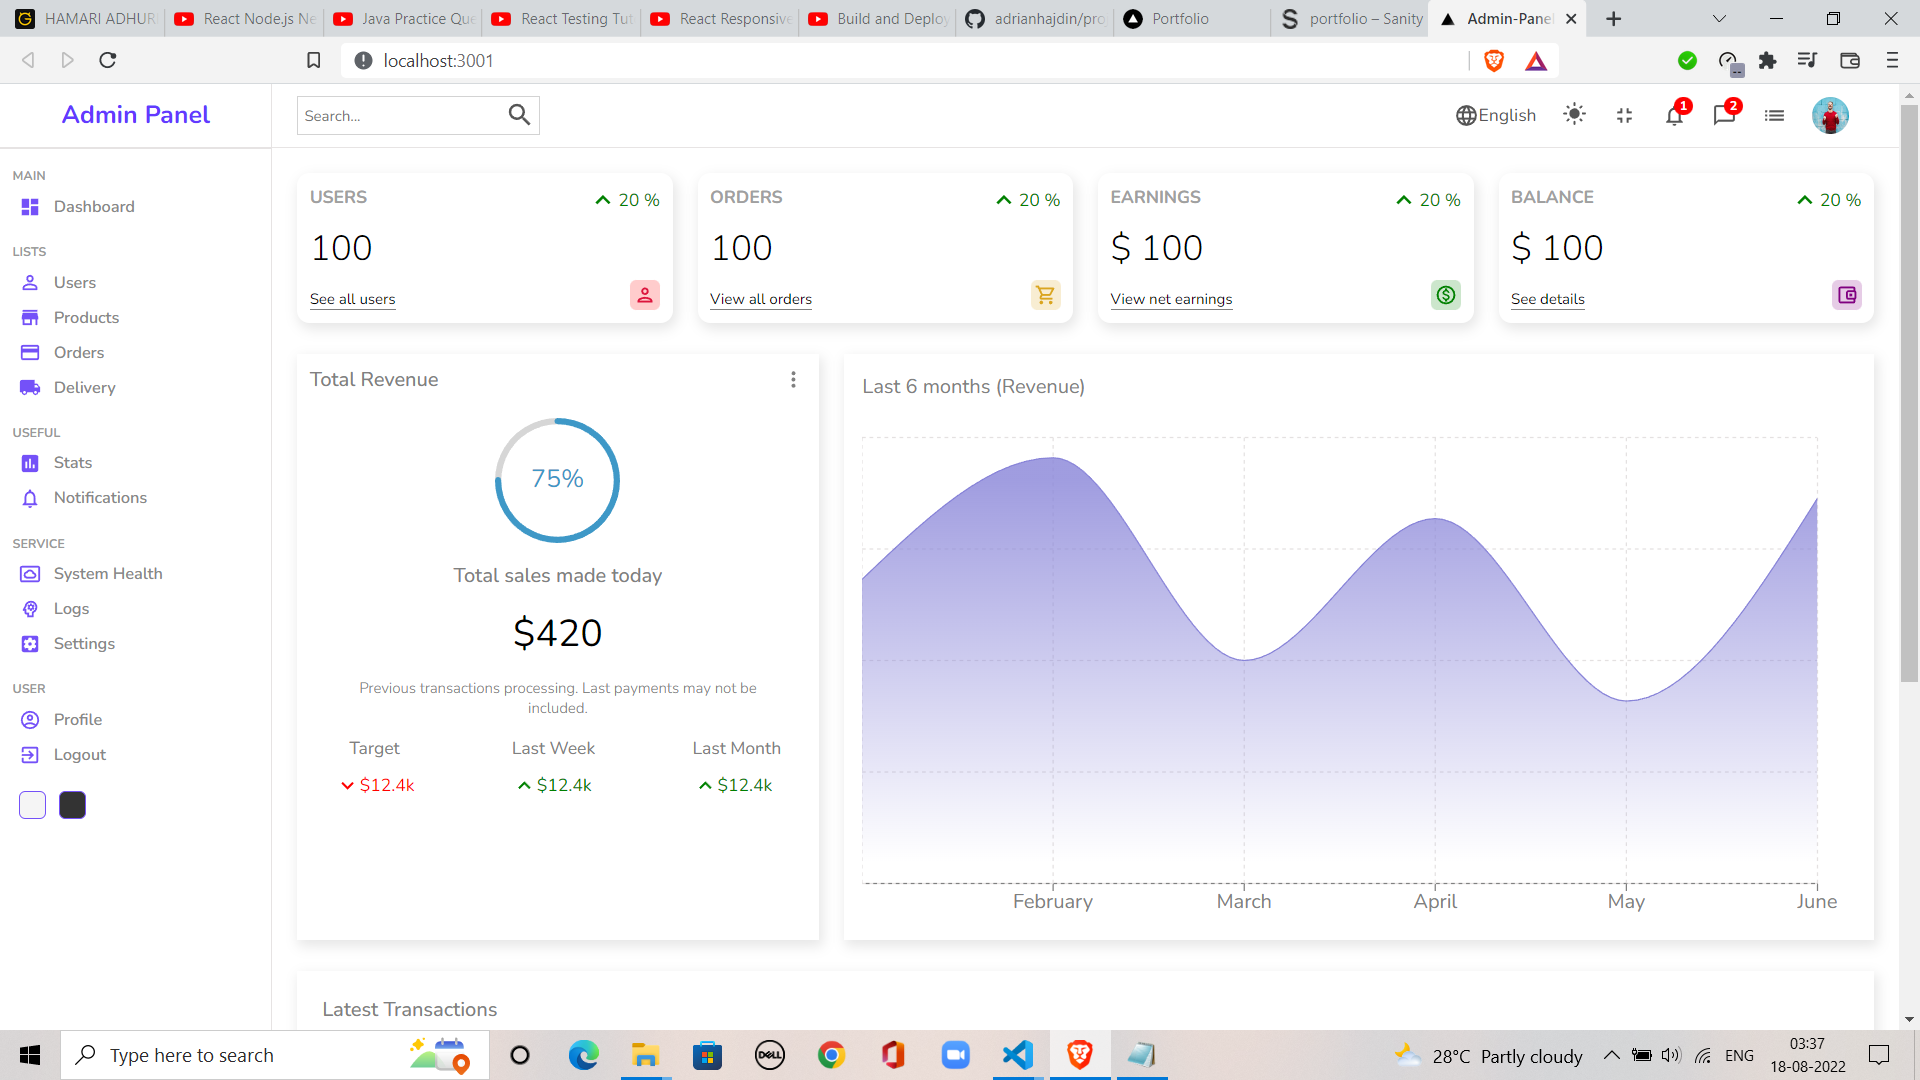 HAMARI ADHUR
React Node.js Ne
Java Practice Que
React Testing Tut
React Responsive
Build and Deploy
adrianhajdin/pro
Portfolio
portfolio – Sanity
Admin-Panel
localhost:3001
Admin Panel
Search...
English
1
2
MAIN
Dashboard
LISTS
Users
Products
Orders
Delivery
USEFUL
Stats
Notifications
SERVICE
System Health
Logs
Settings
USER
Profile
Logout
USERS
20 %
100
See all users
ORDERS
20 %
100
View all orders
EARNINGS
20 %
$ 100
View net earnings
BALANCE
20 %
$ 100
See details
Total Revenue
75%
Total sales made today
$420
Previous transactions processing. Last payments may not be
included.
Target
Last Week
Last Month
$12.4k
$12.4k
$12.4k
Last 6 months (Revenue)
February
March
April
May
June
Latest Transactions
Type here to search
DELL
28°C Partly cloudy
ENG
03:37
18-08-2022